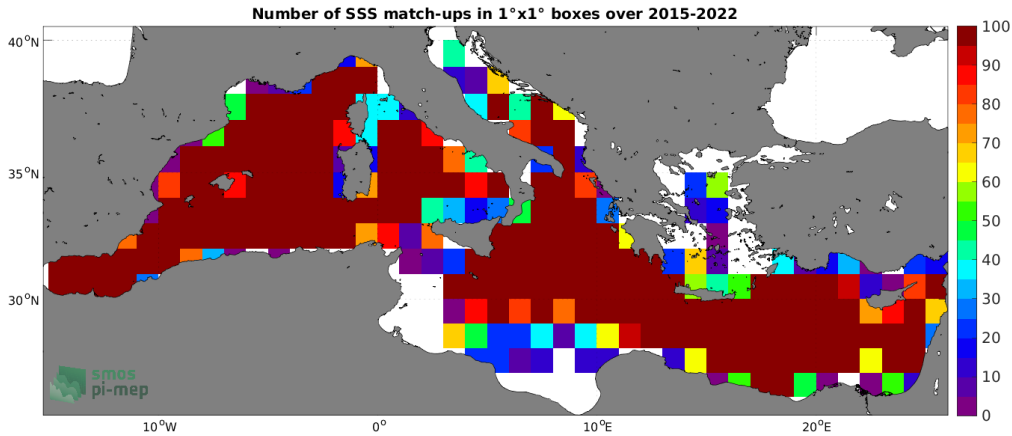 Number of SSS match-ups in 1°x1° boxes over 2015-2022
40°N
35°N
30°N
10°W
0°
10°E
20°E
100
90
80
70
60
50
40
30
20
10
0
smos
pi-mep